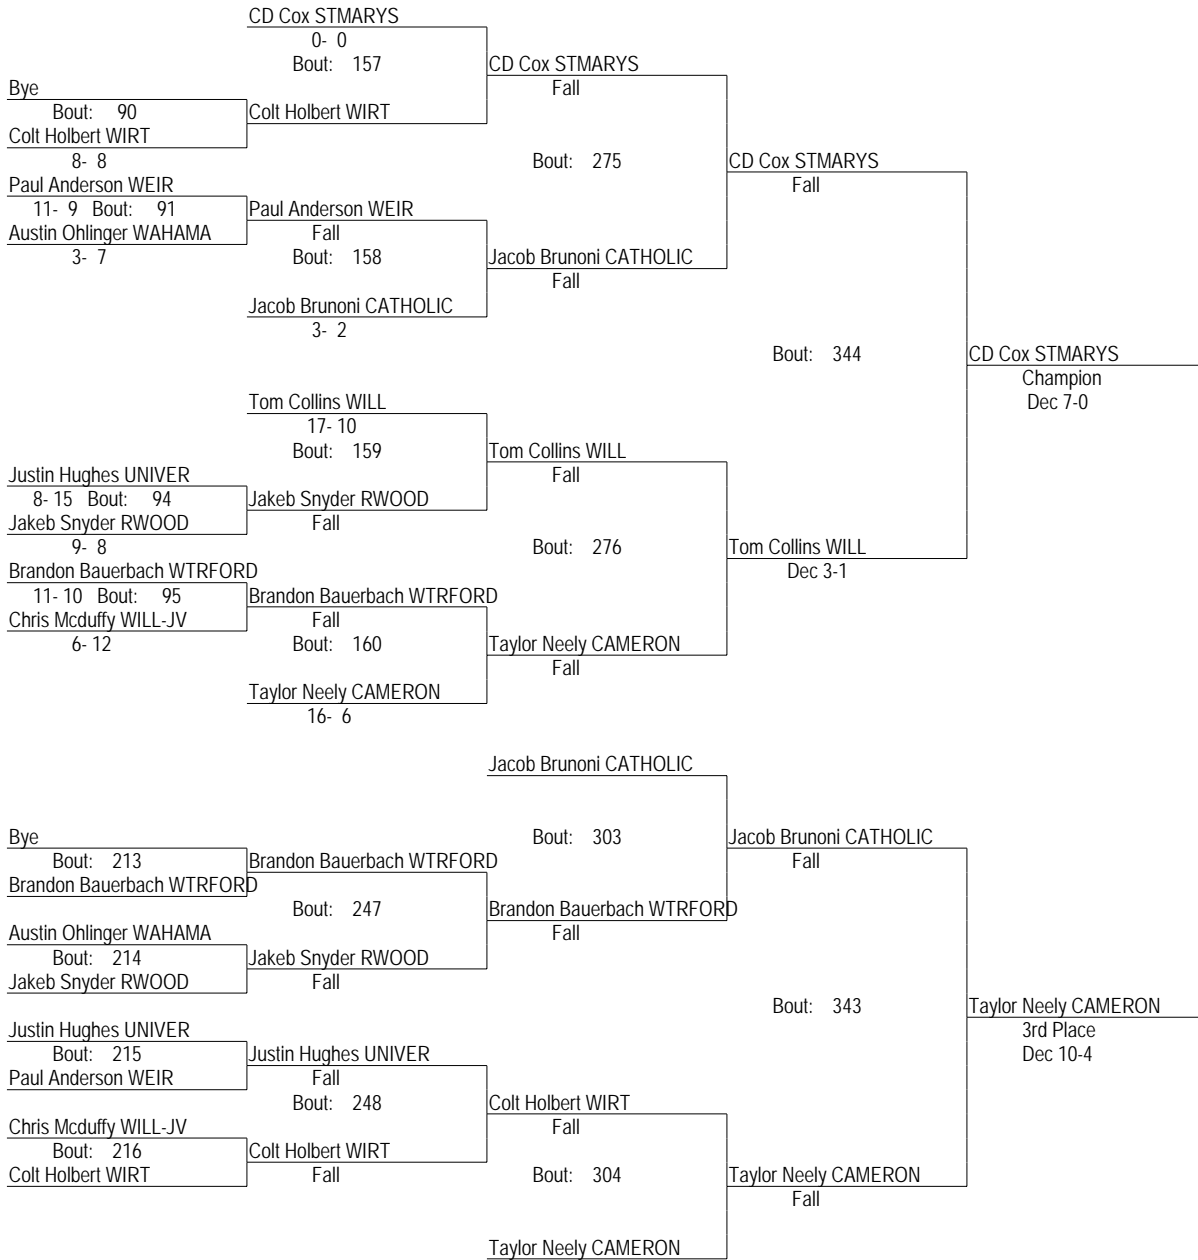 CD Cox STMARYS
0- 0
Bout: 157
CD Cox STMARYS
Fall
Bye
Bout: 90
Colt Holbert WIRT
Colt Holbert WIRT
8- 8
Bout: 275
CD Cox STMARYS
Fall
Paul Anderson WEIR
11- 9 Bout: 91
Paul Anderson WEIR
Austin Ohlinger WAHAMA
Fall
3- 7
Bout: 158
Jacob Brunoni CATHOLIC
Fall
Jacob Brunoni CATHOLIC
3- 2
Bout: 344
CD Cox STMARYS
Champion
Dec 7-0
Tom Collins WILL
17- 10
Bout: 159
Tom Collins WILL
Fall
Justin Hughes UNIVER
8- 15 Bout: 94
Jakeb Snyder RWOOD
Jakeb Snyder RWOOD
Fall
9- 8
Bout: 276
Tom Collins WILL
Dec 3-1
Brandon Bauerbach WTRFORD
11- 10 Bout: 95
Brandon Bauerbach WTRFORD
Chris Mcduffy WILL-JV
Fall
6- 12
Bout: 160
Taylor Neely CAMERON
Fall
Taylor Neely CAMERON
16- 6
Jacob Brunoni CATHOLIC
Bye
Bout: 303
Jacob Brunoni CATHOLIC
Bout: 213
Brandon Bauerbach WTRFORD
Fall
Brandon Bauerbach WTRFORD
Bout: 247
Brandon Bauerbach WTRFORD
Austin Ohlinger WAHAMA
Fall
Bout: 214
Jakeb Snyder RWOOD
Jakeb Snyder RWOOD
Fall
Bout: 343
Taylor Neely CAMERON
3rd Place
Dec 10-4
Justin Hughes UNIVER
Bout: 215
Justin Hughes UNIVER
Paul Anderson WEIR
Fall
Bout: 248
Colt Holbert WIRT
Chris Mcduffy WILL-JV
Fall
Bout: 216
Colt Holbert WIRT
Colt Holbert WIRT
Fall
Bout: 304
Taylor Neely CAMERON
Fall
Taylor Neely CAMERON